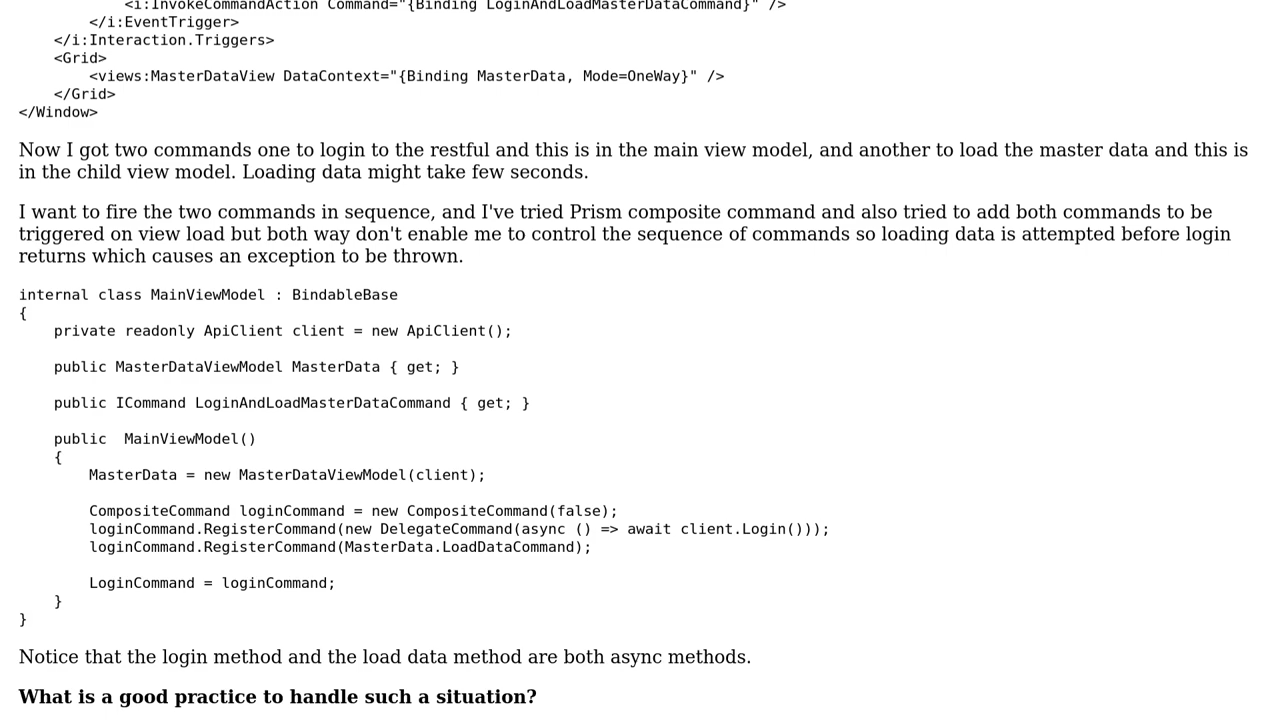 <i:InvokeCommandAction Command="{Binding LoginAndLoadMasterDataCommand}" />
        </i:EventTrigger>
    </i:Interaction.Triggers>
    <Grid>
        <views:MasterDataView DataContext="{Binding MasterData, Mode=OneWay}" />
    </Grid>
</Window>
Now I got two commands one to login to the restful and this is in the main view model, and another to load the master data and this is
in the child view model. Loading data might take few seconds.
I want to fire the two commands in sequence, and I've tried Prism composite command and also tried to add both commands to be
triggered on view load but both way don't enable me to control the sequence of commands so loading data is attempted before login
returns which causes an exception to be thrown.
internal class MainViewModel : BindableBase
{
    private readonly ApiClient client = new ApiClient();
    public MasterDataViewModel MasterData { get; }
    public ICommand LoginAndLoadMasterDataCommand { get; }
    public  MainViewModel()
    {
        MasterData = new MasterDataViewModel(client);
        CompositeCommand loginCommand = new CompositeCommand(false);
        loginCommand.RegisterCommand(new DelegateCommand(async () => await client.Login()));
        loginCommand.RegisterCommand(MasterData.LoadDataCommand);
        LoginCommand = loginCommand;
    }
}
Notice that the login method and the load data method are both async methods.
What is a good practice to handle such a situation?